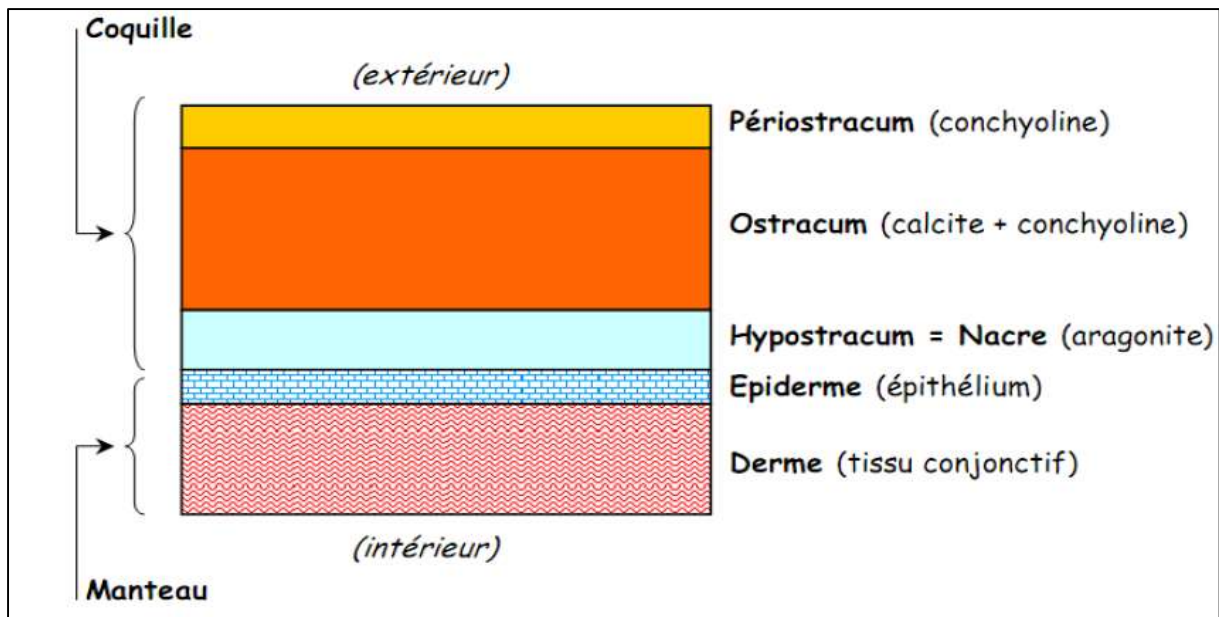 Coquille
(extérieur)
Périostracum (conchyoline)
Ostracum (calcite + conchyoline)
Hypostracum = Nacre (aragonite)
Epiderme (épithélium)
Derme (tissu conjonctif)
(intérieur)
Manteau